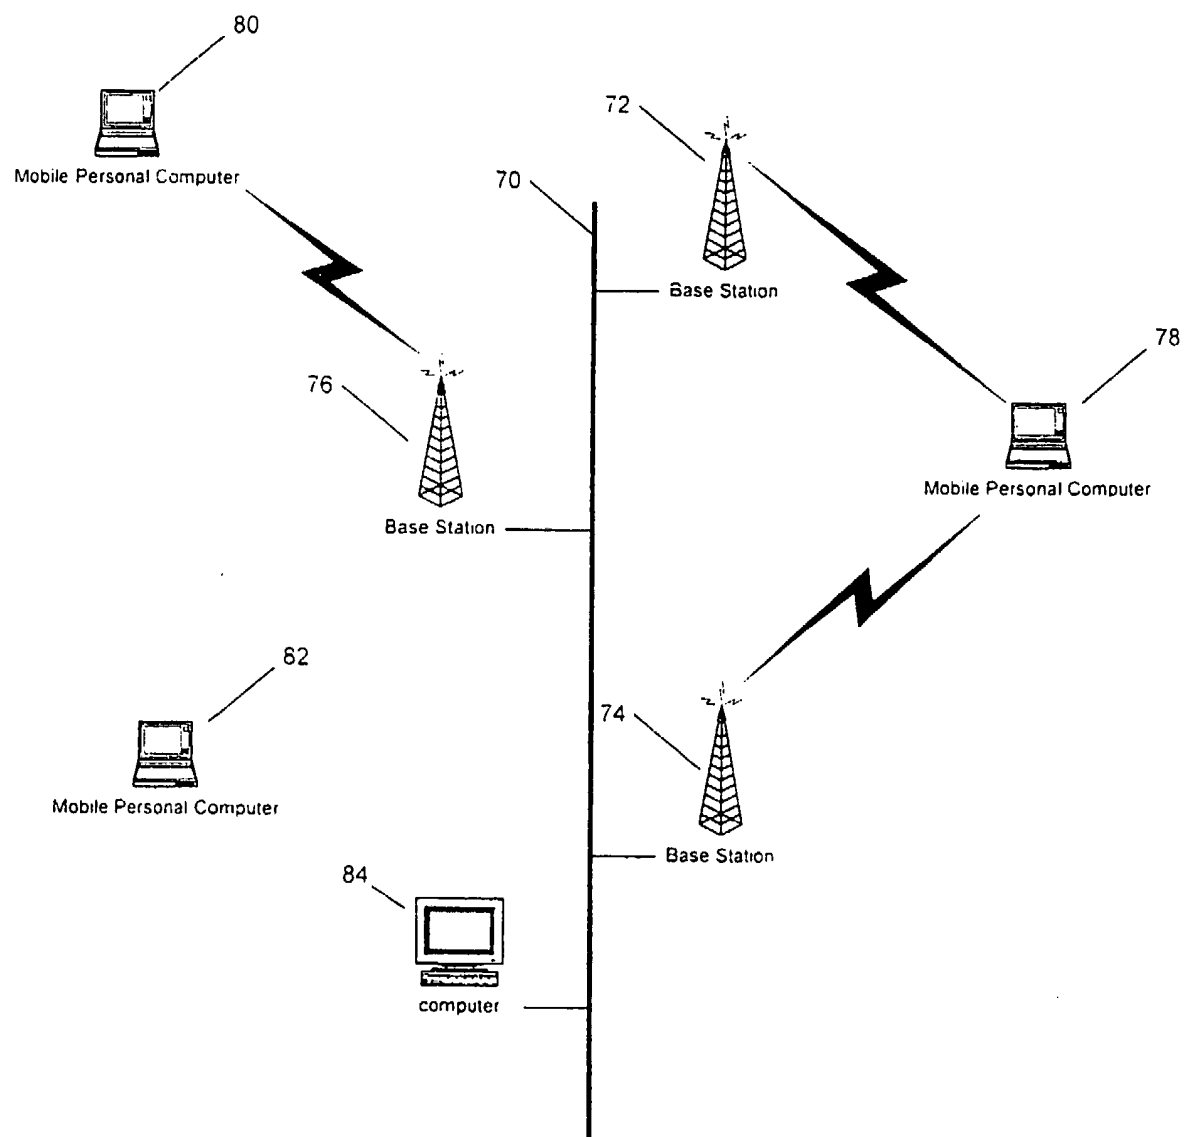 80
Mobile Personal Computer
72
70
Base Station
78
Mobile Personal Computer
76
Base Station
82
Mobile Personal Computer
74
Base Station
84
computer